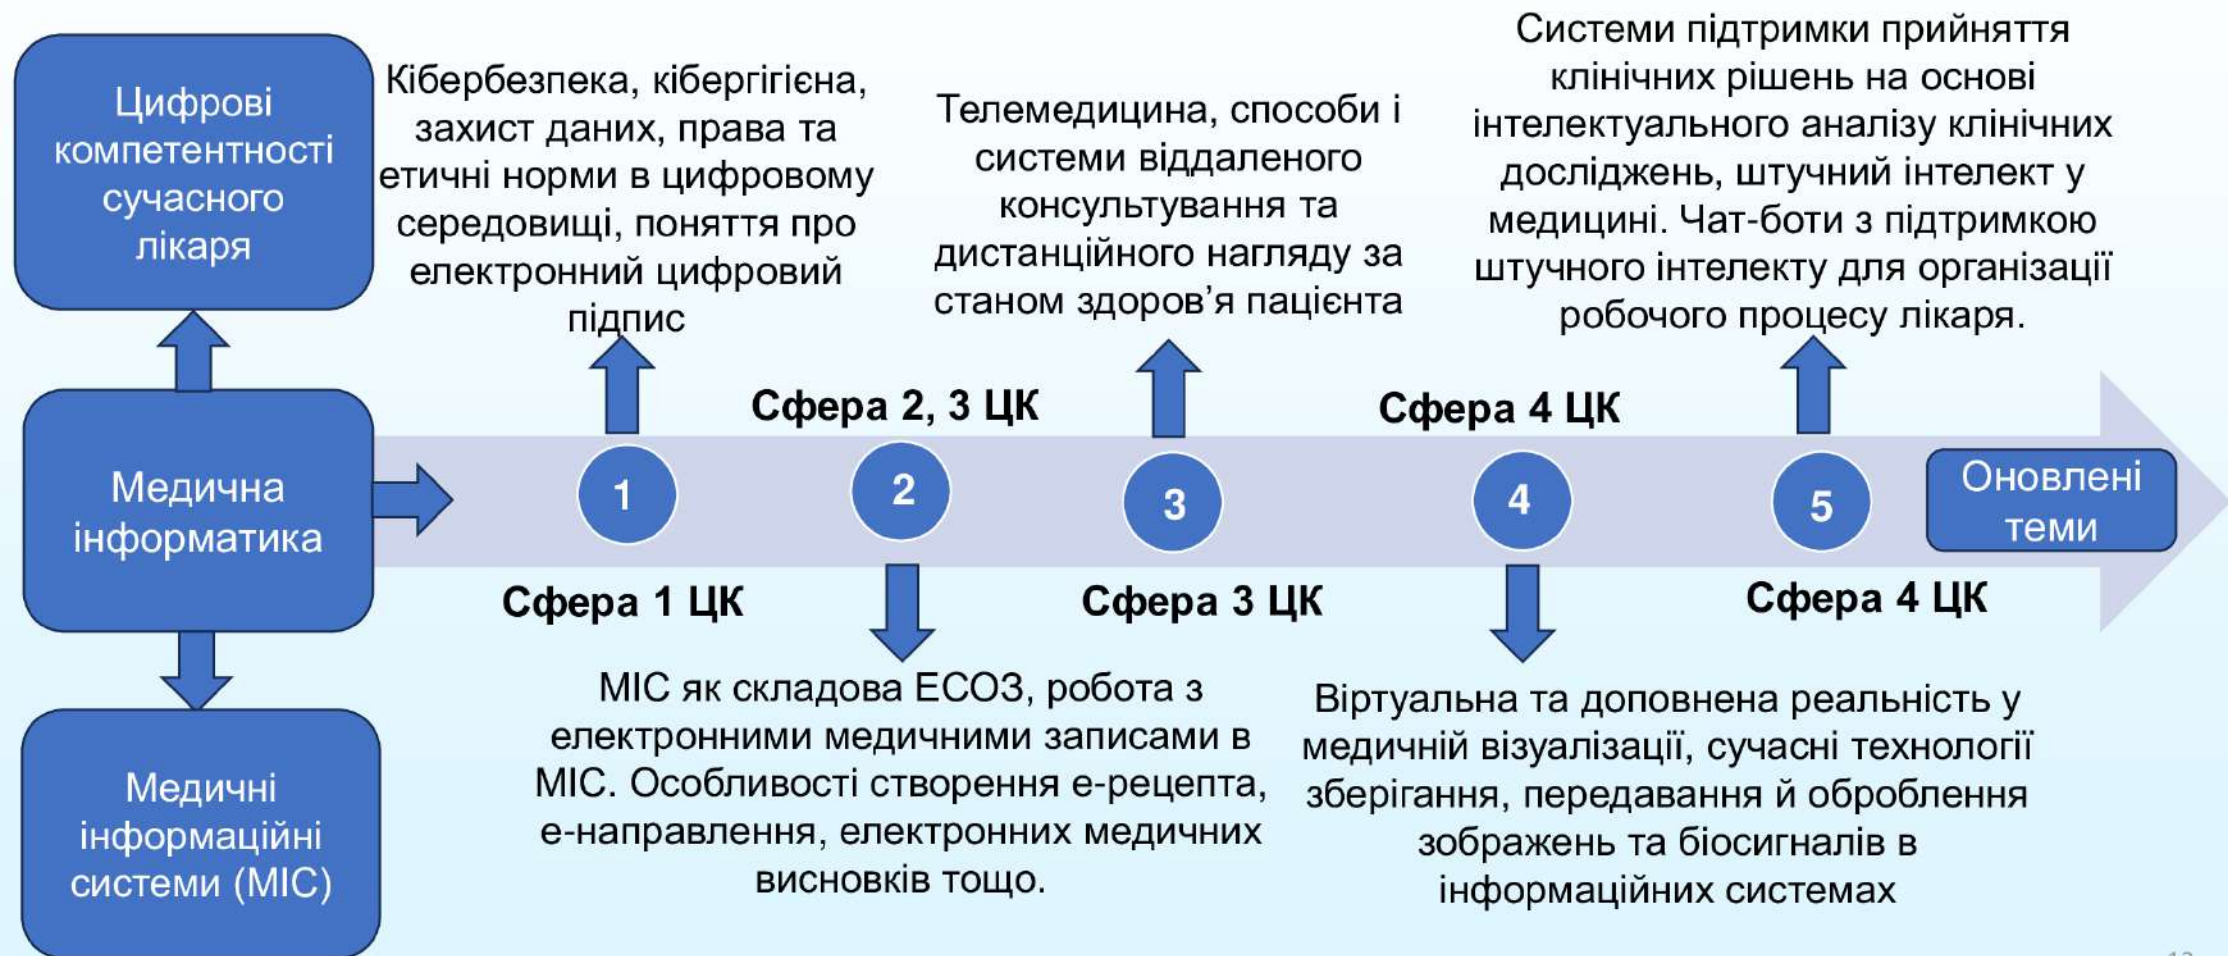 Цифрові
компетентності
сучасного
лікаря
Кібербезпека, кібергігієна,
захист даних, права та
етичні норми в цифровому
середовищі, поняття про
електронний цифровий
підпис
Телемедицина, способи і
системи віддаленого
консультування та
дистанційного нагляду за
станом здоров’я пацієнта
Системи підтримки прийняття
клінічних рішень на основі
інтелектуального аналізу клінічних
досліджень, штучний інтелект у
медицині. Чат-боти з підтримкою
штучного інтелекту для організації
робочого процесу лікаря.
Сфера 2, 3 ЦК
Сфера 4 ЦК
Медична
інформатика
1
2
3
4
5
Оновлені
теми
Сфера 1 ЦК
Сфера 3 ЦК
Сфера 4 ЦК
Медичні
інформаційні
системи (МІС)
МІС як складова ЕСОЗ, робота з
електронними медичними записами в
МІС. Особливості створення е-рецепта,
е-направлення, електронних медичних
висновків тощо.
Віртуальна та доповнена реальність у
медичній візуалізації, сучасні технології
зберігання, передавання й оброблення
зображень та біосигналів в
інформаційних системах